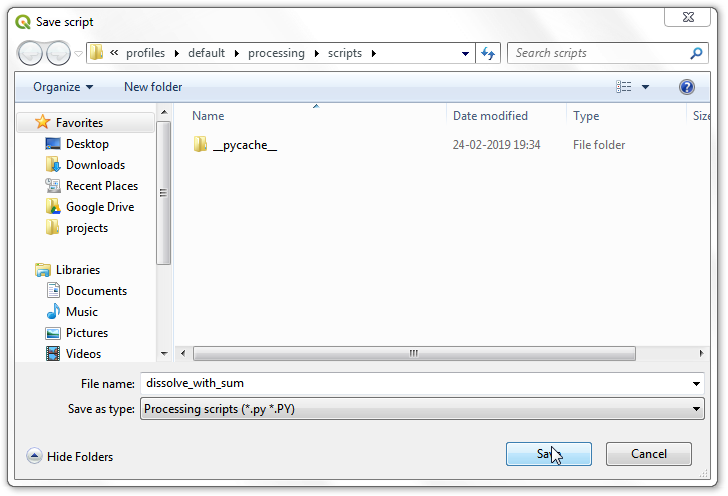 Save script
« profiles ▸ default ▸ processing ▸ scripts ▸
Search scripts
Organize
New folder
Name
Date modified
Type
Size
__pycache__
24-02-2019 19:34
File folder
Favorites
Desktop
Downloads
Recent Places
Google Drive
projects
Libraries
Documents
Music
Pictures
Videos
File name:
dissolve_with_sum
Save as type:
Processing scripts (*.py *.PY)
Hide Folders
Save
Cancel